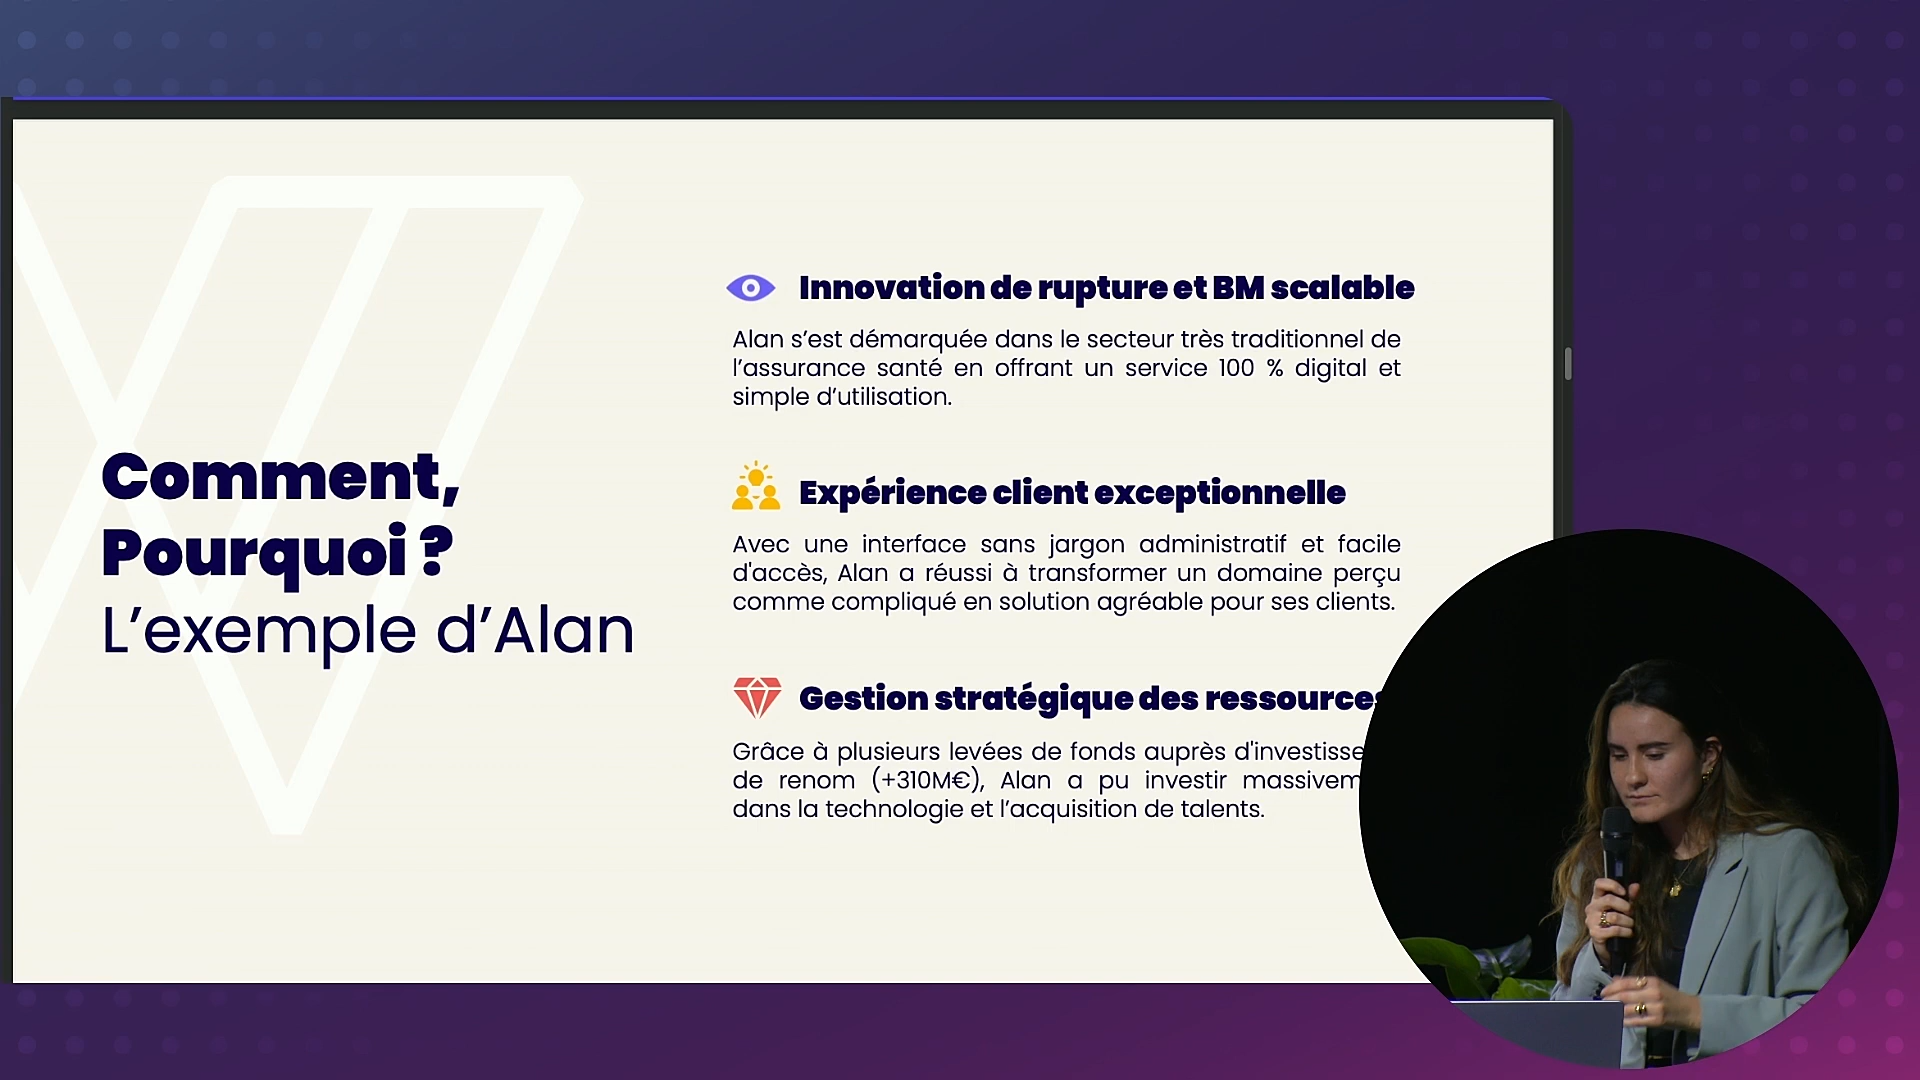 Comment,
Pourquoi ?
L’exemple d’Alan
Innovation de rupture et BM scalable
Alan s’est démarquée dans le secteur très traditionnel de
l’assurance santé en offrant un service 100 % digital et
simple d’utilisation.
Expérience client exceptionnelle
Avec une interface sans jargon administratif et facile
d'accès, Alan a réussi à transformer un domaine perçu
comme compliqué en solution agréable pour ses clients.
Gestion stratégique des ressources
Grâce à plusieurs levées de fonds auprès
de renom (+310M€), Alan a pu investir
dans la technologie et l’acquisition de talents.